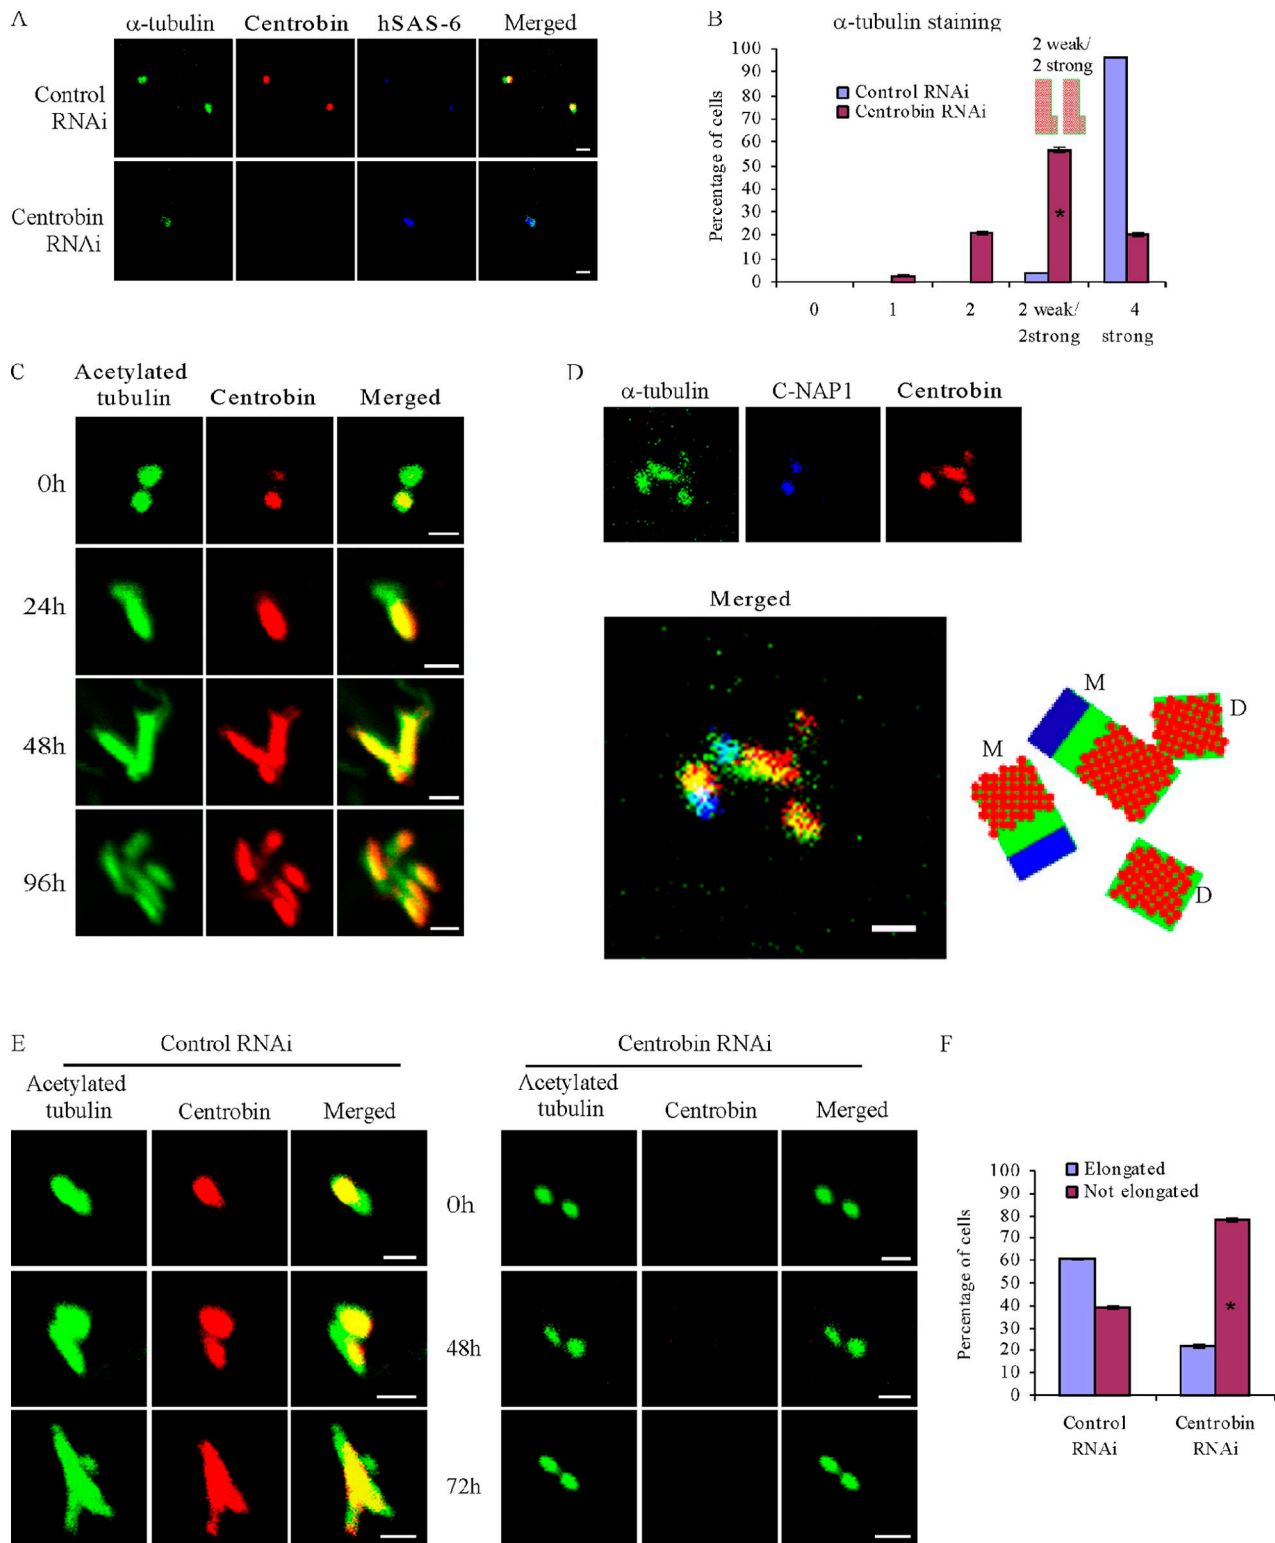 A
α-tubulin Centrobin hSAS-6 Merged
Control
RNAi
Centrobin
RNAi
B
α-tubulin staining
Percentage of cells
100
90
80
70
60
50
40
30
20
10
0
Control RNAi
Centrobin RNAi
2 weak/
2 strong
*
0 1 2 2 weak/ 4
2strong strong
C
Acetylated
tubulin Centrobin Merged
0h
24h
48h
96h
D
α-tubulin C-NAP1 Centrobin
Merged
M
D
M
D
E
Control RNAi
Acetylated
tubulin Centrobin Merged
Centrobin RNAi
Acetylated
tubulin Centrobin Merged
0h
48h
72h
F
Percentage of cells
100
90
80
70
60
50
40
30
20
10
0
Elongated
Not elongated
*
Control Centrobin
RNAi RNAi